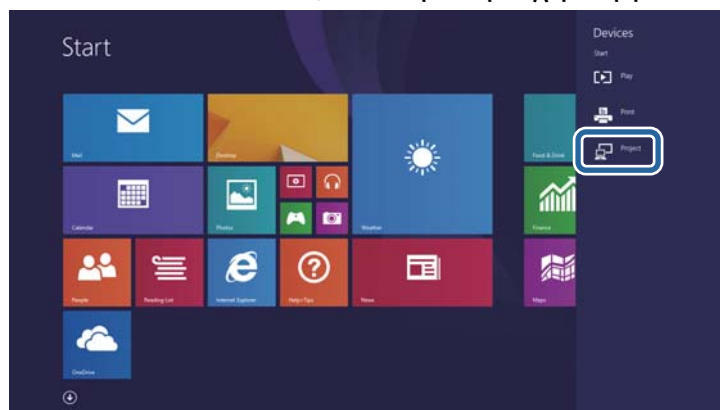 Start
Devices
Start
Play
Print
Project
Mail
Desktop
Food & Drink
Calendar
Photos
Weather
Finance
People
Reading List
Internet Explorer
Help+Tips
News
Maps
OneDrive